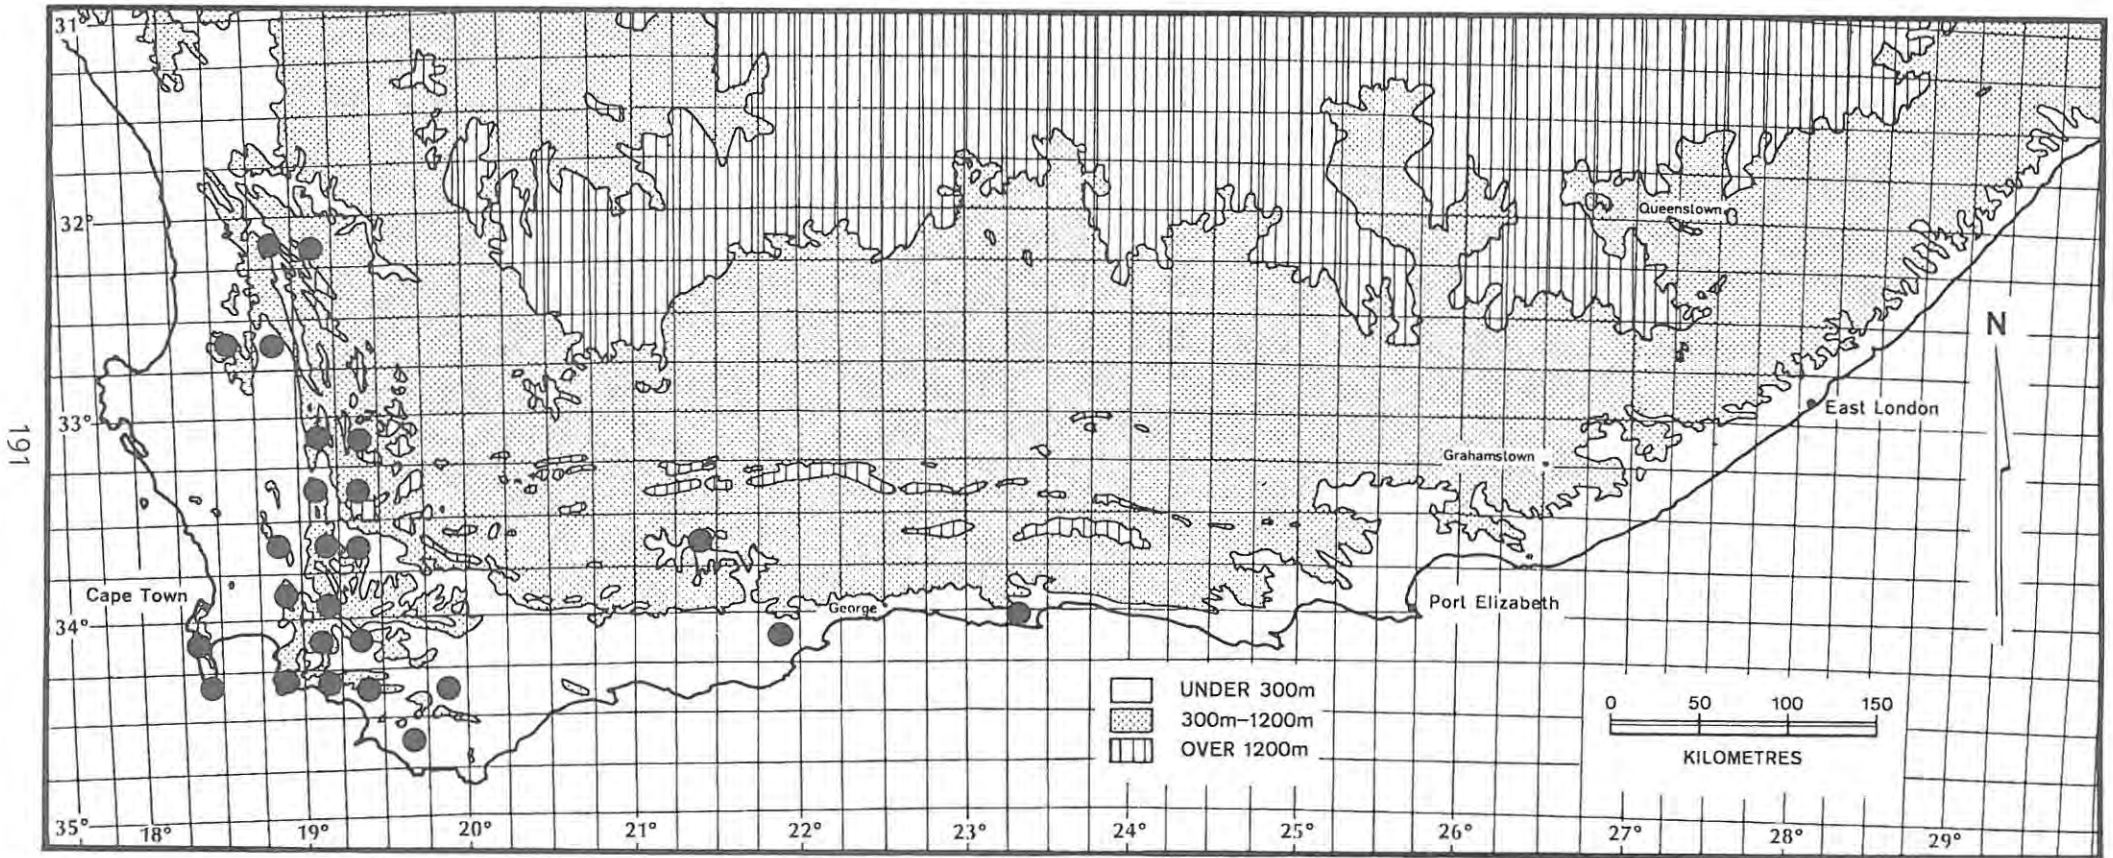 31
32°
33°
34°
35°
191
Queenstown
East London
Grahamstown
Cape Town
George
Port Elizabeth
N
UNDER 300m
300m–1200m
OVER 1200m
0 50 100 150
KILOMETRES
18° 19° 20° 21° 22° 23° 24° 25° 26° 27° 28° 29°